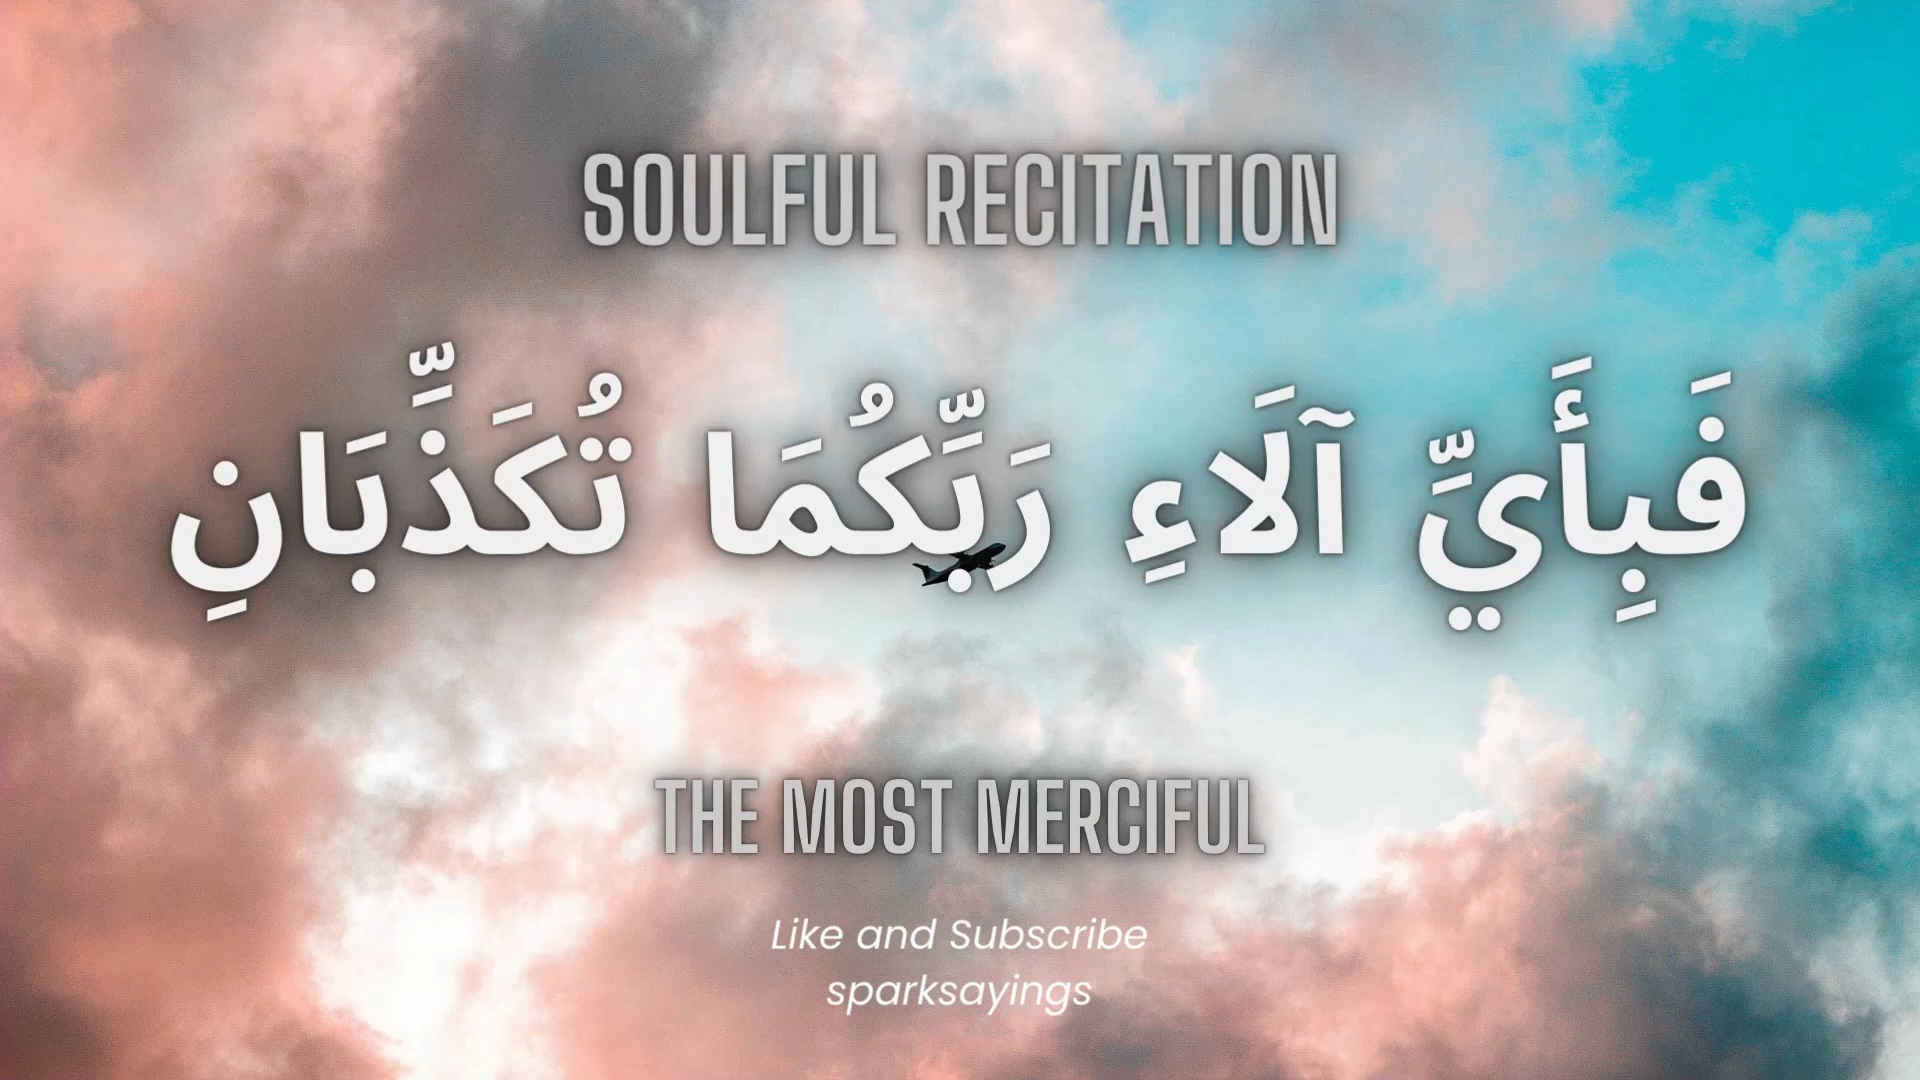 SOULFUL RECITATION
فَبِأَيِّ آلَاءِ رَبِّكُمَا تُكَذِّبَانِ
THE MOST MERCIFUL
Like and Subscribe
sparksayings